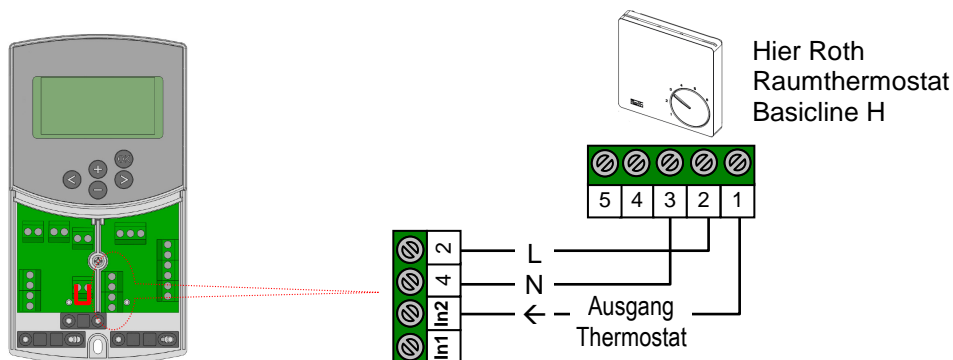 Hier Roth
Raumthermostat
Basicline H
5 4 3 2 1
2
L
4
N
In2
Ausgang
Thermostat
In1